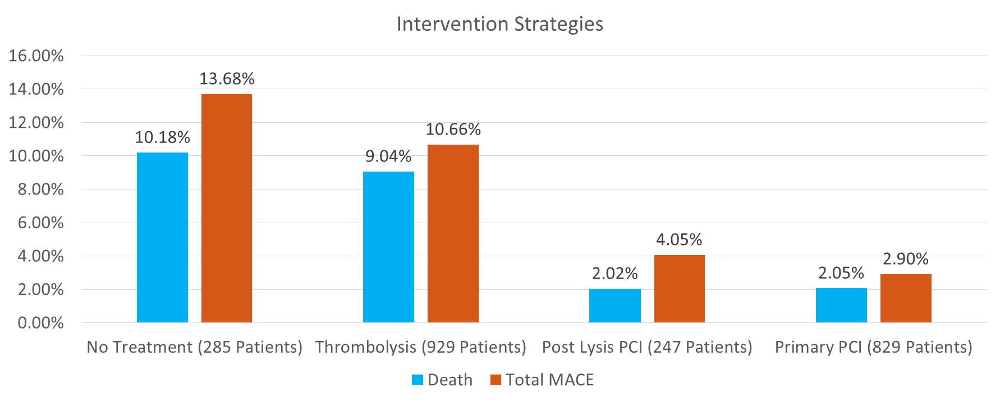 Intervention Strategies
16.00%
14.00%
12.00%
10.00%
8.00%
6.00%
4.00%
2.00%
0.00%
10.18%
13.68%
9.04%
10.66%
2.02%
4.05%
2.05%
2.90%
No Treatment (285 Patients)
Thrombolysis (929 Patients)
Post Lysis PCI (247 Patients)
Primary PCI (829 Patients)
Death
Total MACE